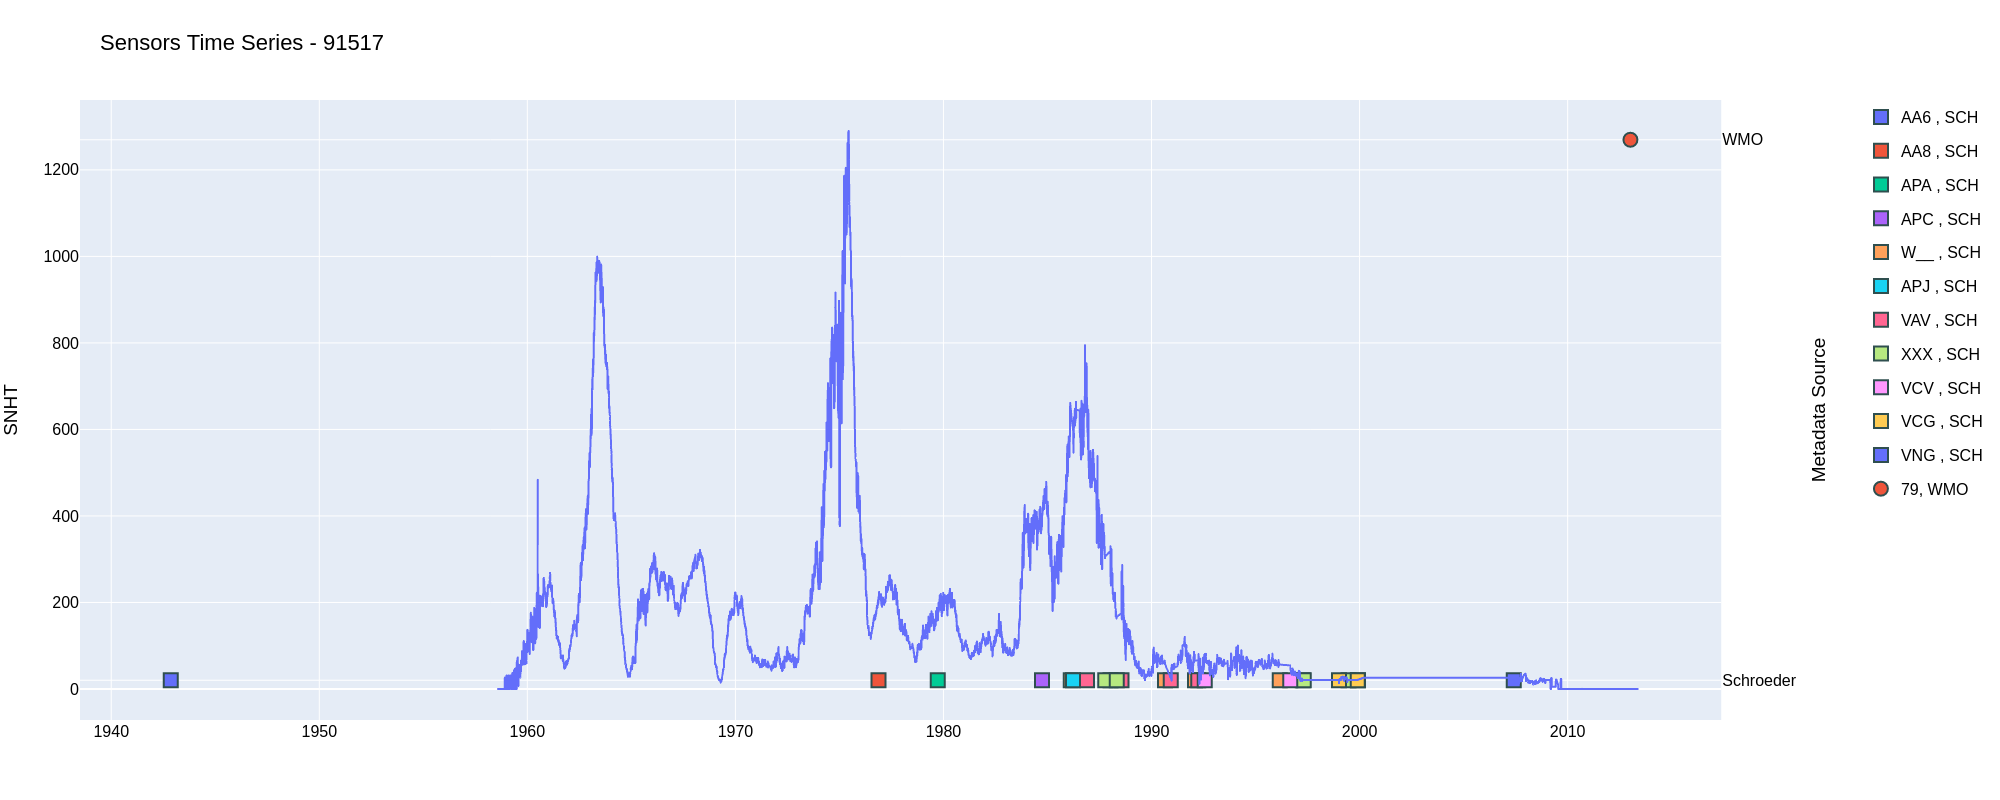 Sensors Time Series - 91517
SNHT
1200
1000
800
600
400
200
0
1940
1950
1960
1970
1980
1990
2000
2010
WMO
Schroeder
Metadata Source
AA6 , SCH
AA8 , SCH
APA , SCH
APC , SCH
W__ , SCH
APJ , SCH
VAV , SCH
XXX , SCH
VCV , SCH
VCG , SCH
VNG , SCH
79, WMO